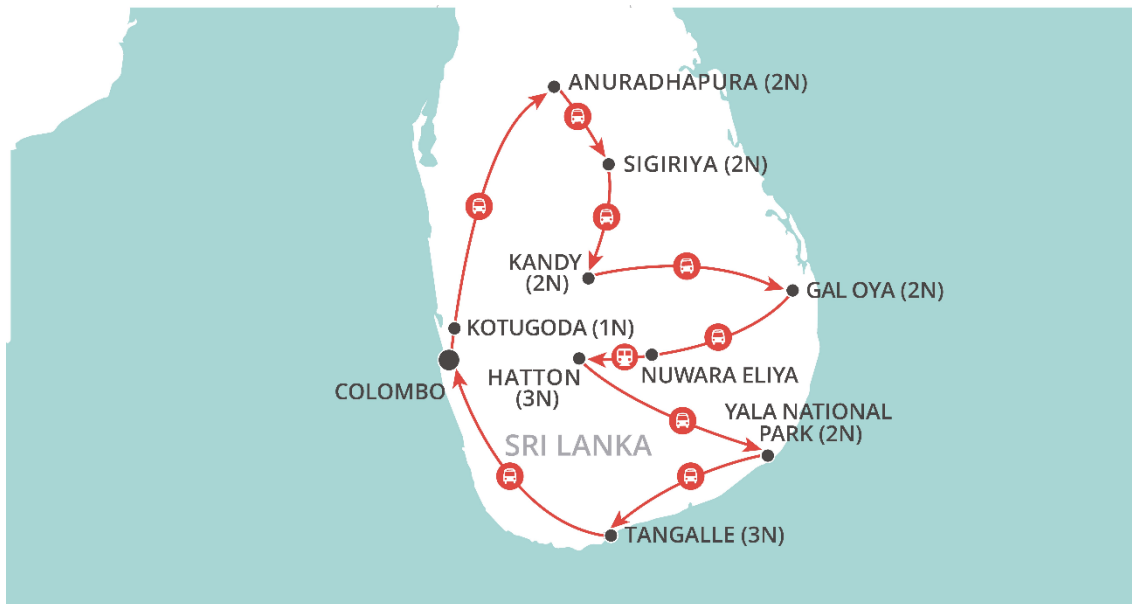 ANURADHAPURA (2N)
SIGIRIYA (2N)
KANDY
(2N)
GAL OYA (2N)
KOTUGODA (1N)
COLOMBO
HATTON
(3N)
NUWARA ELIYA
YALA NATIONAL
PARK (2N)
SRI LANKA
TANGALLE (3N)